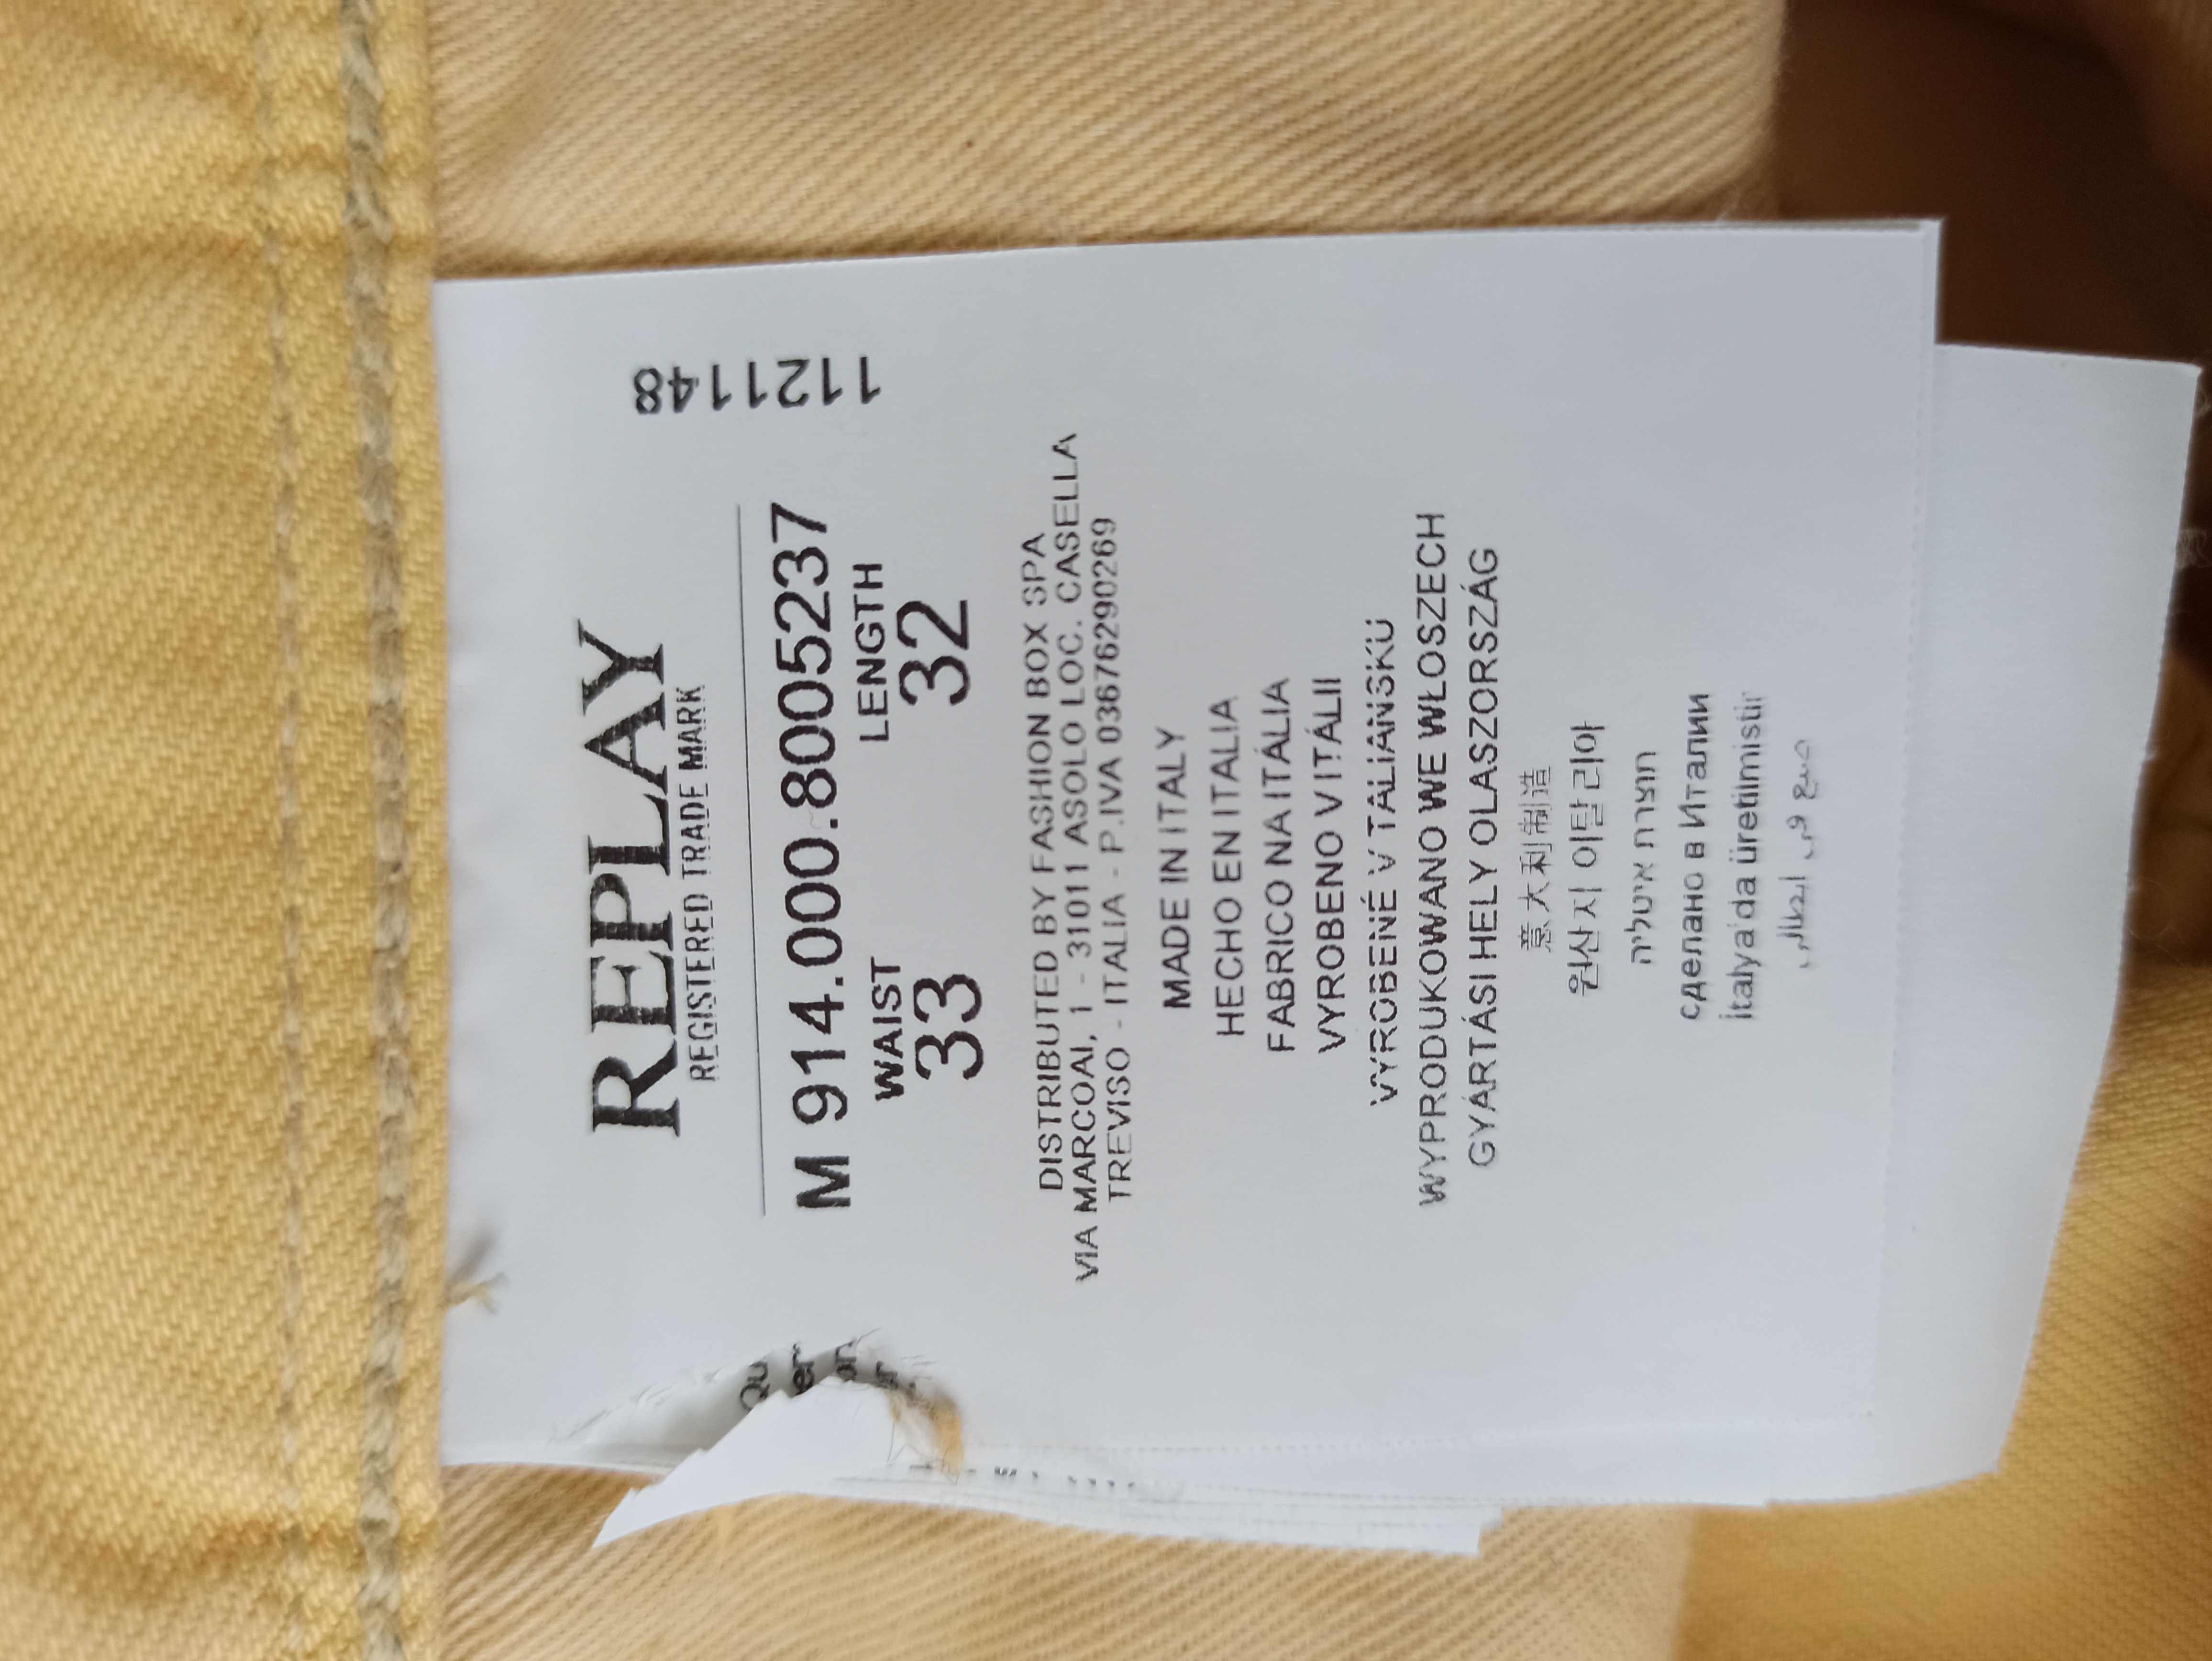 REPLAY
REGISTERED TRADE MARK
M 914.000.8005237
WAIST LENGTH
33 32
1121148
DISTRIBUTED BY FASHION BOX SPA
VIA MARCOAI, 1 - 31011 ASOLO LOC. CASELLA
TREVISO - ITALIA - P.IVA 03676290269
MADE IN ITALY
HECHO EN ITALIA
FABRICO NA ITÁLIA
VYROBENO V ITÁLII
VYROBENÉ V TALIANSKU
WYPRODUKOWANO WE WŁOSZECH
GYÁRTÁSI HELY OLASZORSZÁG
意大利制造
원산지 이탈리아
תוצרת איטליה
сделано в Италии
İtalya'da üretilmiştir
صنع في إيطاليا
Qu